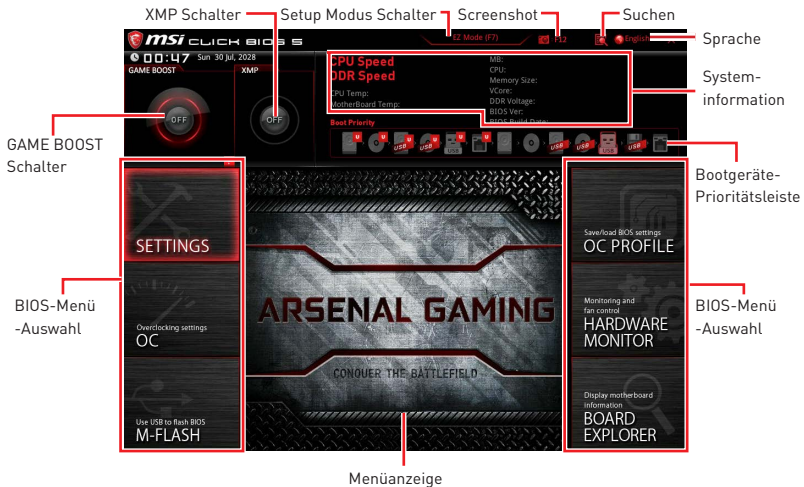 XMP Schalter
Setup Modus Schalter
Screenshot
Suchen
msi CLICK BIOS 5
EZ Mode (F7)
F12
English
X
Sprache
00:47 Sun 30 Jul, 2028
GAME BOOST
OFF
XMP
OFF
CPU Speed
DDR Speed
CPU Temp:
MotherBoard Temp:
MB:
CPU:
Memory Size:
VCore:
DDR Voltage:
BIOS Ver:
BIOS Build Date:
System-
information
Boot Priority
U
U
USB U
USB U
USB U
U
USB
USB
USB
USB
GAME BOOST
Schalter
Bootgeräte-
Prioritätsleiste
SETTINGS
Overclocking settings
OC
Use USB to flash BIOS
M-FLASH
BIOS-Menü
-Auswahl
ARSENAL GAMING
CONQUER THE BATTLEFIELD
Save/load BIOS settings
OC PROFILE
Monitoring and
fan control
HARDWARE
MONITOR
Display motherboard
information
BOARD
EXPLORER
BIOS-Menü
-Auswahl
Menüanzeige